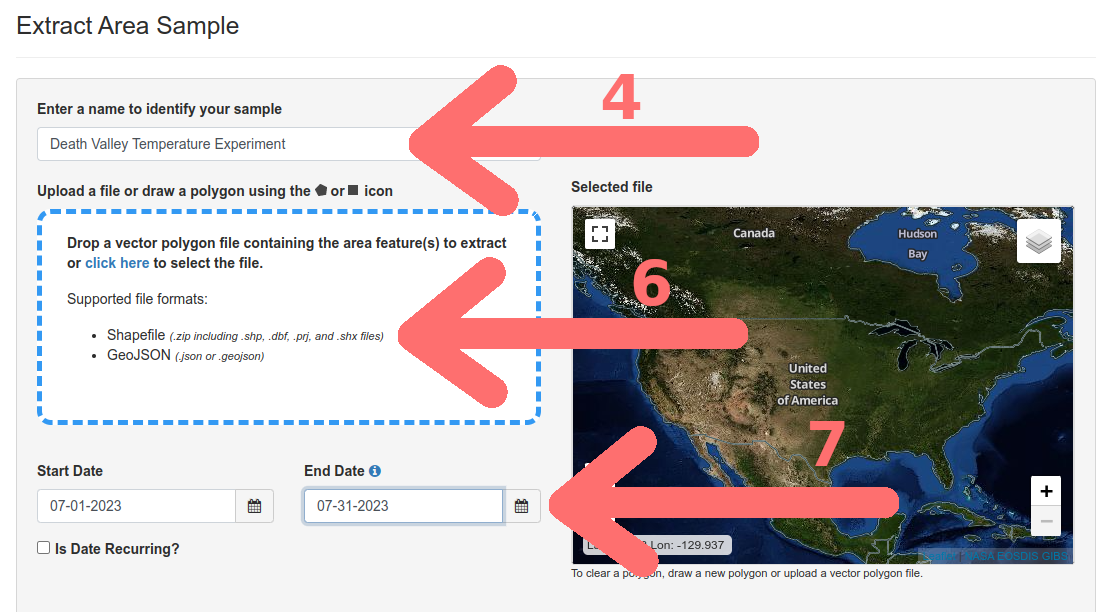 Extract Area Sample
Enter a name to identify your sample
4
Death Valley Temperature Experiment
Upload a file or draw a polygon using the or icon
Selected file
Drop a vector polygon file containing the area feature(s) to extract
or click here to select the file.
Supported file formats:
Shapefile (.zip including .shp, .dbf, .prj, and .shx files)
GeoJSON (.json or .geojson)
6
Canada
Hudson
Bay
United
States
of America
7
Start Date
End Date
07-01-2023
07-31-2023
Is Date Recurring?
+
−
Lon: -129.937
NASA EOSDIS GIBS
To clear a polygon, draw a new polygon or upload a vector polygon file.